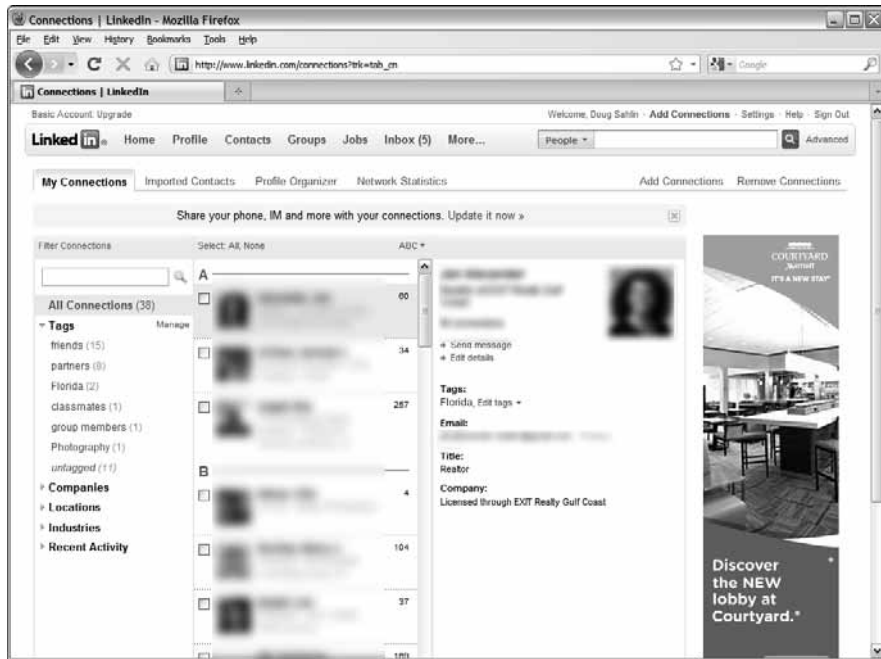 Connections | LinkedIn - Mozilla Firefox
File Edit View History Bookmarks Tools Help
http://www.linkedin.com/connections?trk=tab_cn
Google
Connections | LinkedIn
Basic Account: Upgrade
Welcome, Doug Sahlin · Add Connections · Settings · Help · Sign Out
Linked in
Home Profile Contacts Groups Jobs Inbox (5) More...
People
Advanced
My Connections Imported Contacts Profile Organizer Network Statistics
Add Connections Remove Connections
Share your phone, IM and more with your connections. Update it now »
Filter Connections
Select: All, None
ABC
All Connections (38)
Tags Manage
friends (15)
partners (8)
Florida (2)
classmates (1)
group members (1)
Photography (1)
untagged (11)
Companies
Locations
Industries
Recent Activity
A
60
34
267
B
4
104
37
Send message
Edit details
Tags:
Florida, Edit tags
Email:
Title:
Realtor
Company:
Licensed through EXIT Realty Gulf Coast
COURTYARD
Marriott
IT'S A NEW STAY
Discover
the NEW
lobby at
Courtyard.*